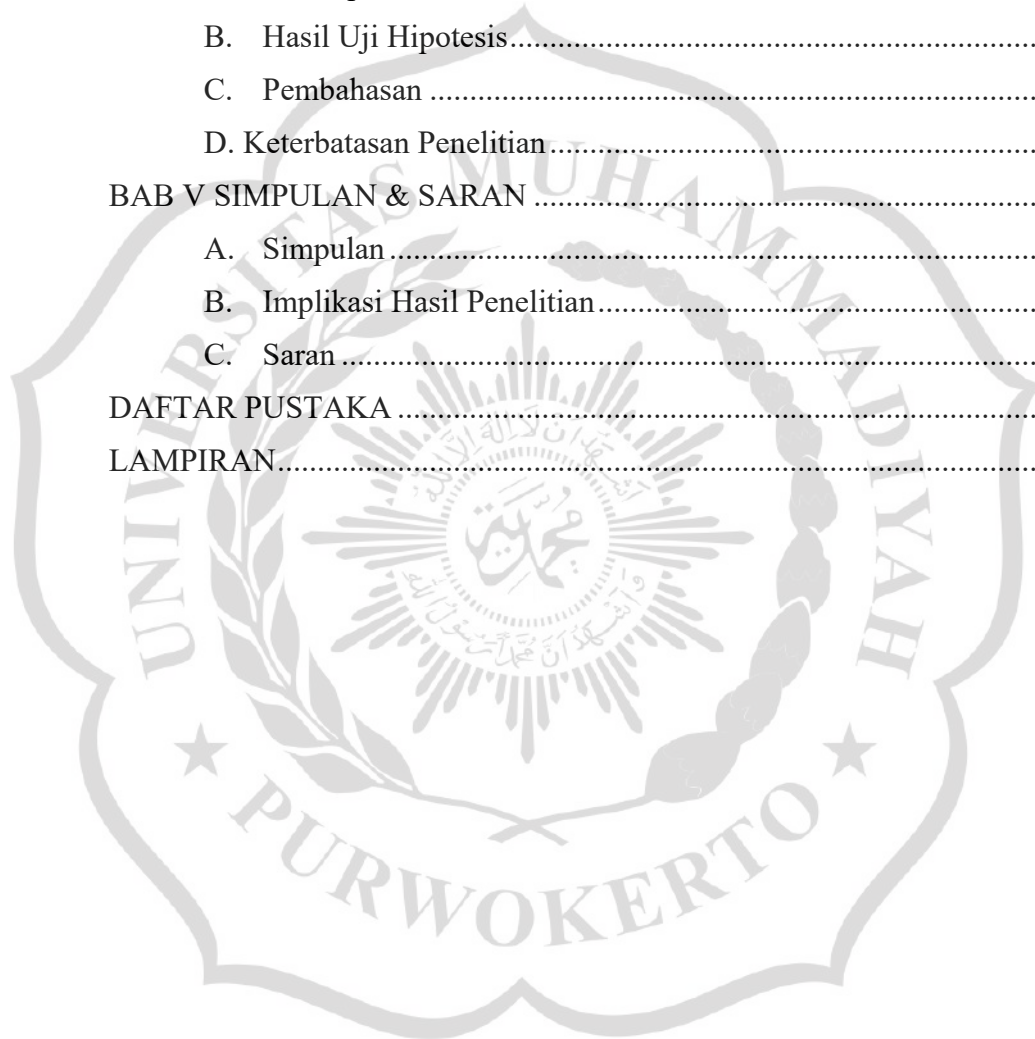 B. Hasil Uji Hipotesis................................................................
C. Pembahasan ................................................................
D. Keterbatasan Penelitian................................................................
BAB V SIMPULAN & SARAN ................................................................
A. Simpulan................................................................
B. Implikasi Hasil Penelitian................................................................
C. Saran ................................................................
DAFTAR PUSTAKA ................................................................
LAMPIRAN................................................................
UNIVERSITAS MUHAMMADIYAH
PURWOKERTO